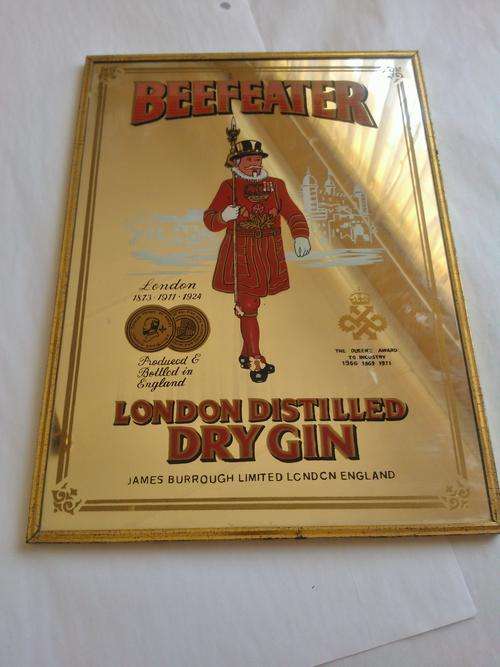 BEEFEATER
London
1873 · 1911 · 1924
Produced &
Bottled in
England
THE QUEEN'S AWARD
TO INDUSTRY
1966 1969 1971
LONDON DISTILLED
DRY GIN
JAMES BURROUGH LIMITED LONDON ENGLAND